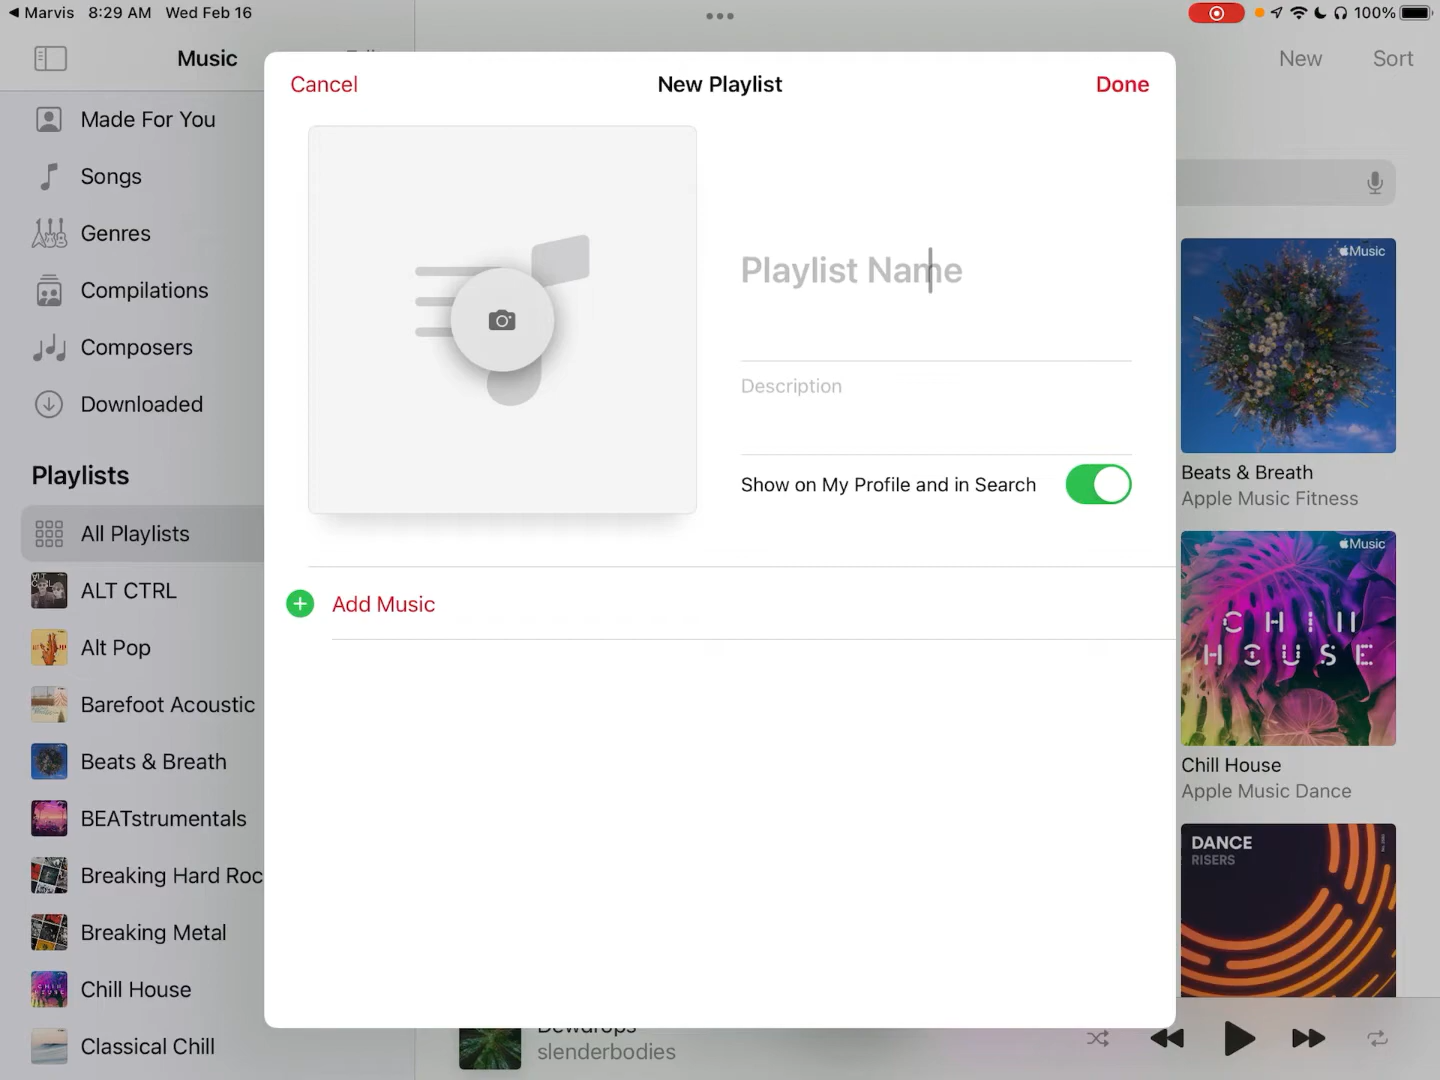 Marvis 8:29 AM Wed Feb 16
100%
Music
New
Sort
Made For You
Songs
Genres
Compilations
Composers
Downloaded
Playlists
All Playlists
ALT CTRL
Alt Pop
Barefoot Acoustic
Beats & Breath
BEATstrumentals
Breaking Hard Roc
Breaking Metal
Chill House
Classical Chill
Cancel
New Playlist
Done
Playlist Name
Description
Show on My Profile and in Search
Add Music
Music
Beats & Breath
Apple Music Fitness
Music
CHILL
HOUSE
Chill House
Apple Music Dance
DANCE
RISERS
Dewdrops
slenderbodies